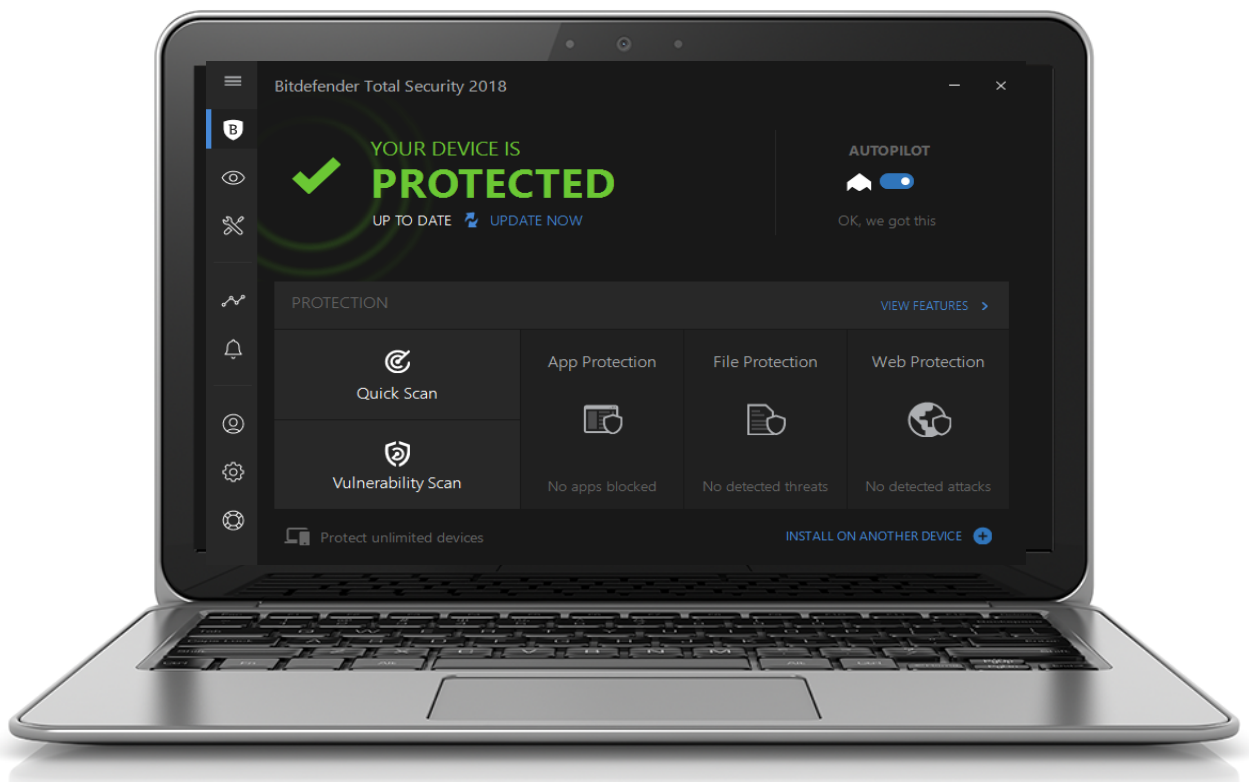 Bitdefender Total Security 2018
B
YOUR DEVICE IS
PROTECTED
UP TO DATE UPDATE NOW
AUTOPILOT
OK, we got this
PROTECTION
VIEW FEATURES >
Quick Scan
Vulnerability Scan
App Protection
No apps blocked
File Protection
No detected threats
Web Protection
No detected attacks
Protect unlimited devices
INSTALL ON ANOTHER DEVICE